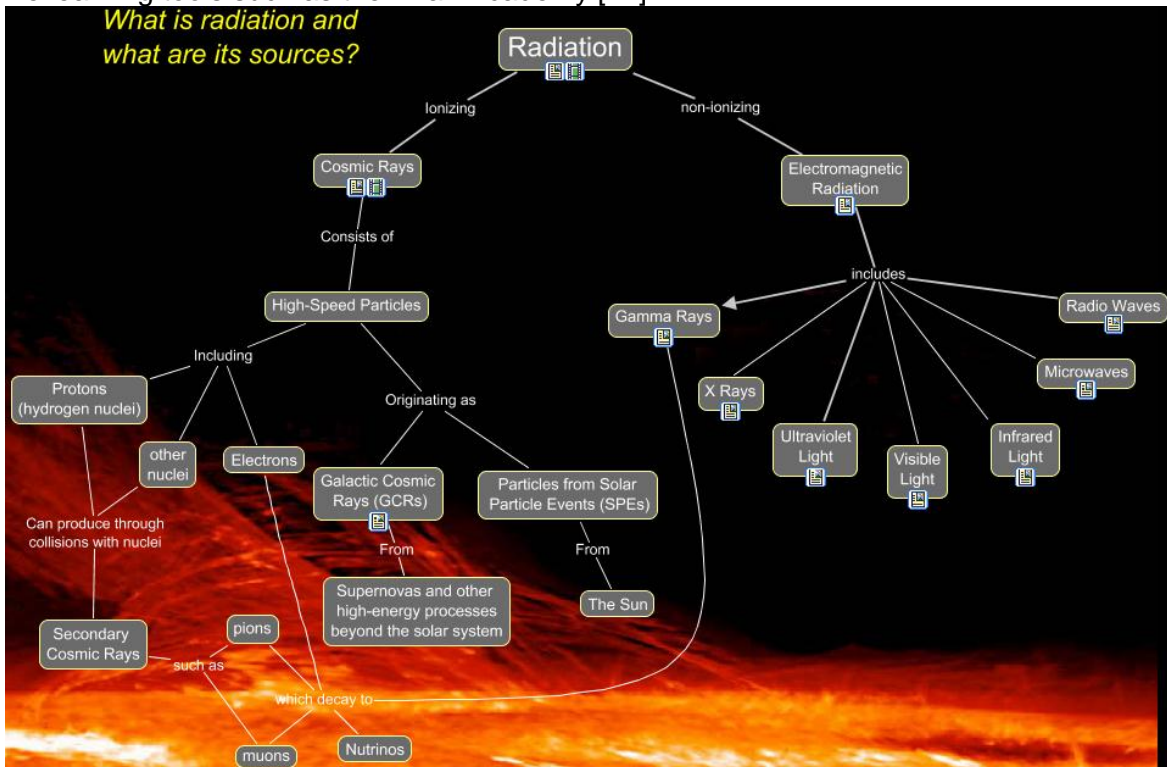 What is radiation and
what are its sources?
Radiation
Ionizing
non-ionizing
Cosmic Rays
Electromagnetic
Radiation
Consists of
includes
High-Speed Particles
Gamma Rays
Radio Waves
Including
Microwaves
Protons
(hydrogen nuclei)
X Rays
Originating as
other
nuclei
Electrons
Ultraviolet
Light
Visible
Light
Infrared
Light
Galactic Cosmic
Rays (GCRs)
Particles from Solar
Particle Events (SPEs)
Can produce through
collisions with nuclei
From
From
Supernovas and other
high-energy processes
beyond the solar system
The Sun
Secondary
Cosmic Rays
pions
such as
which decay to
muons
Nutrinos